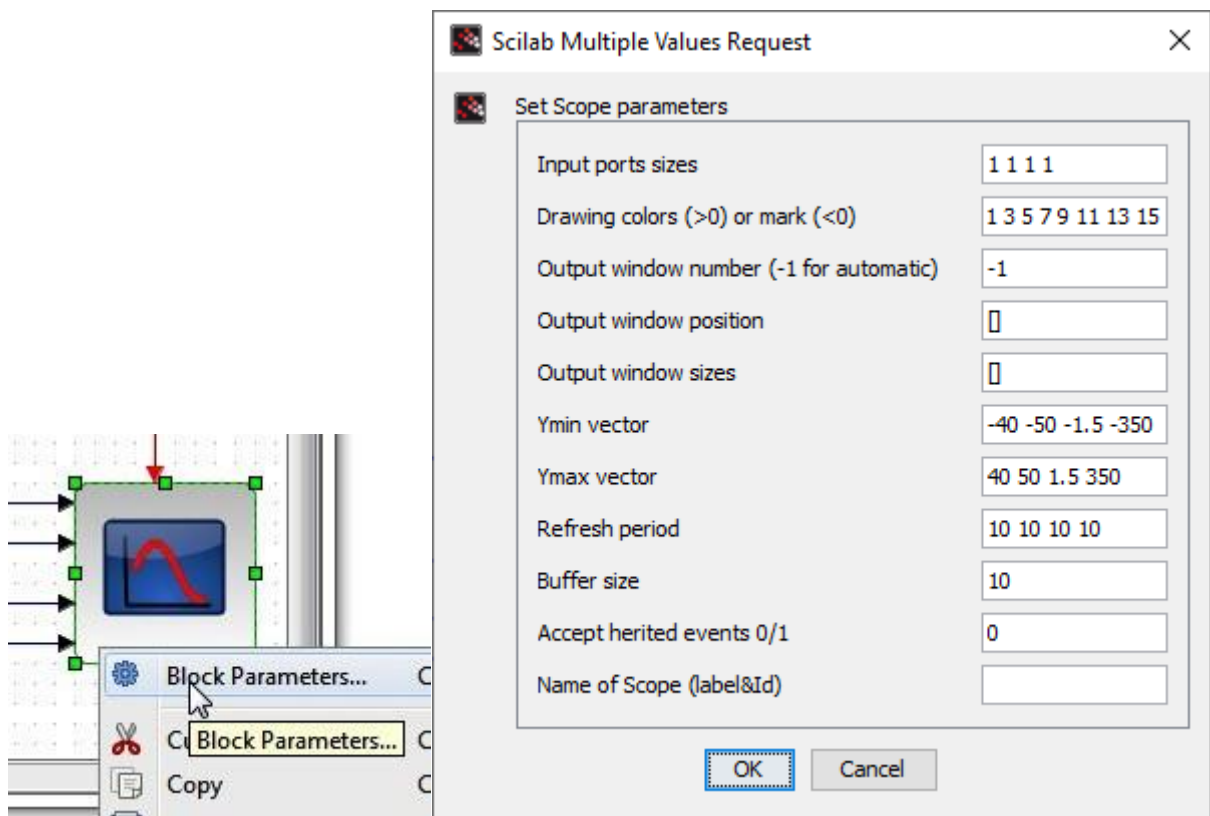 Scilab Multiple Values Request
Set Scope parameters
Input ports sizes 1 1 1 1
Drawing colors (>0) or mark (<0) 1 3 5 7 9 11 13 15
Output window number (-1 for automatic) -1
Output window position []
Output window sizes []
Ymin vector -40 -50 -1.5 -350
Ymax vector 40 50 1.5 350
Refresh period 10 10 10 10
Buffer size 10
Accept herited events 0/1 0
Name of Scope (label&Id)
OK Cancel
Block Parameters...
Block Parameters...
Copy